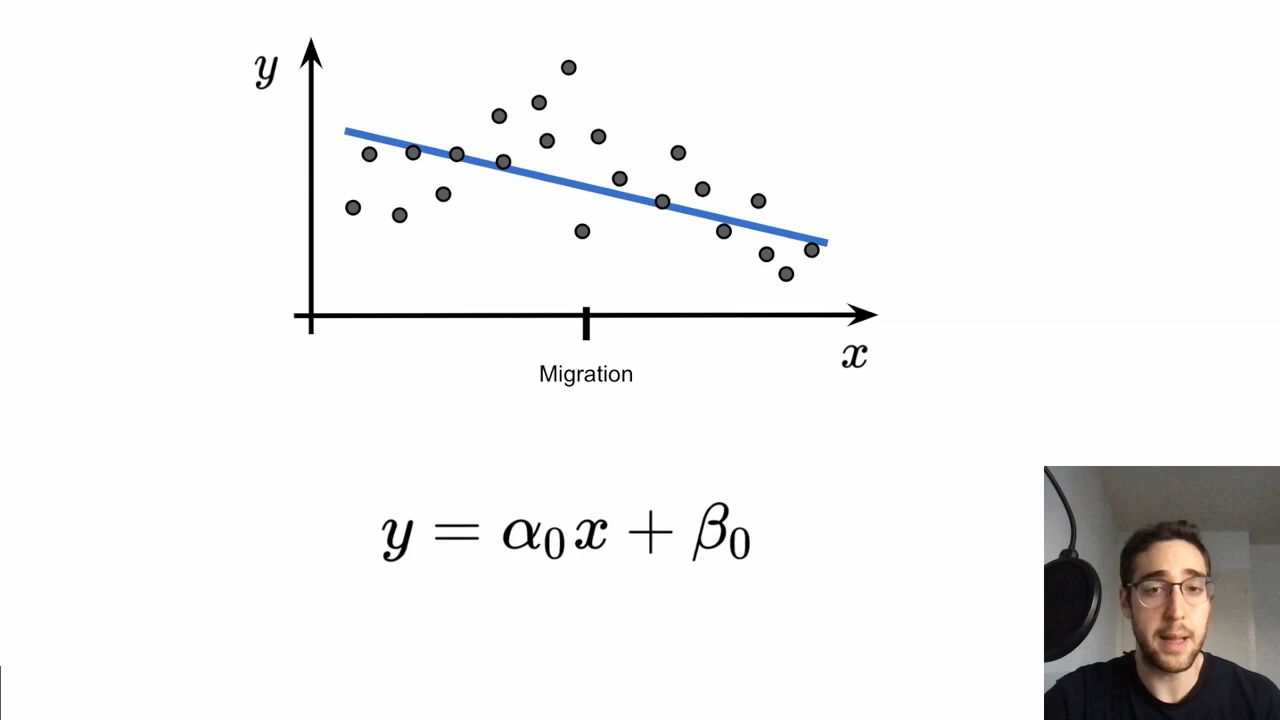 y
x
Migration
y = α₀x + β₀